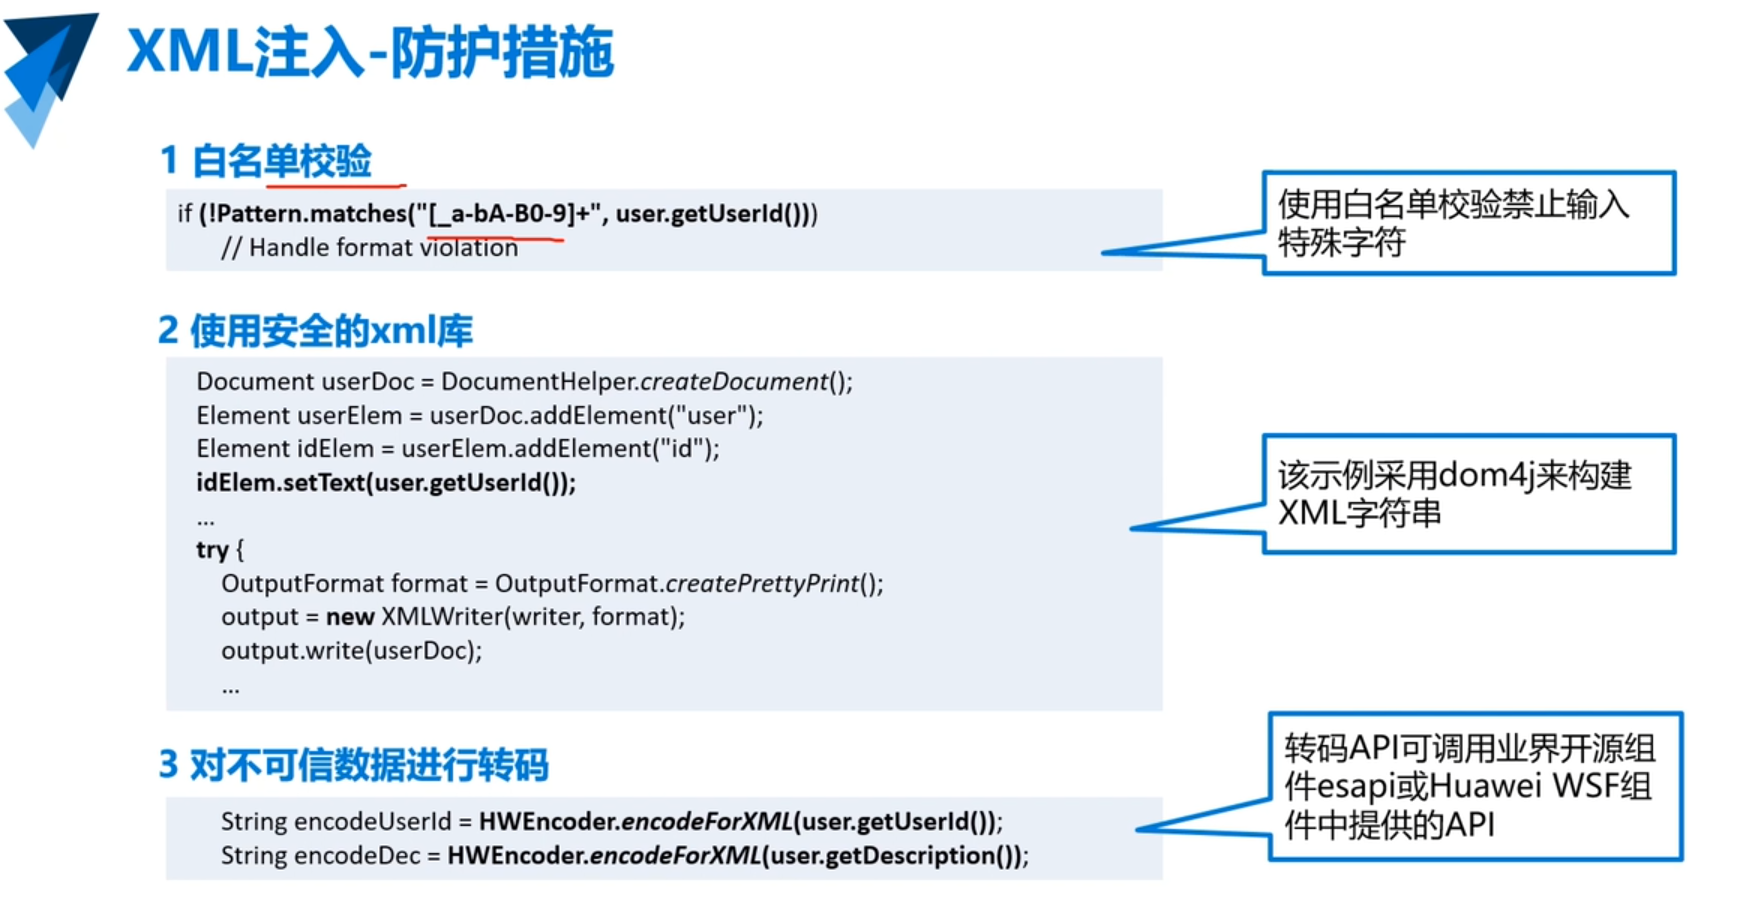 XML注入-防护措施
1 白名单校验
if (!Pattern.matches("[_a-bA-B0-9]+", user.getUserId()))
// Handle format violation
使用白名单校验禁止输入
特殊字符
2 使用安全的xml库
Document userDoc = DocumentHelper.createDocument();
Element userElem = userDoc.addElement("user");
Element idElem = userElem.addElement("id");
idElem.setText(user.getUserId());
...
try {
OutputFormat format = OutputFormat.createPrettyPrint();
output = new XMLWriter(writer, format);
output.write(userDoc);
...
该示例采用dom4j来构建
XML字符串
3 对不可信数据进行转码
String encodeUserId = HWEncoder.encodeForXML(user.getUserId());
String encodeDec = HWEncoder.encodeForXML(user.getDescription());
转码API可调用业界开源组
件esapi或Huawei WSF组
件中提供的API